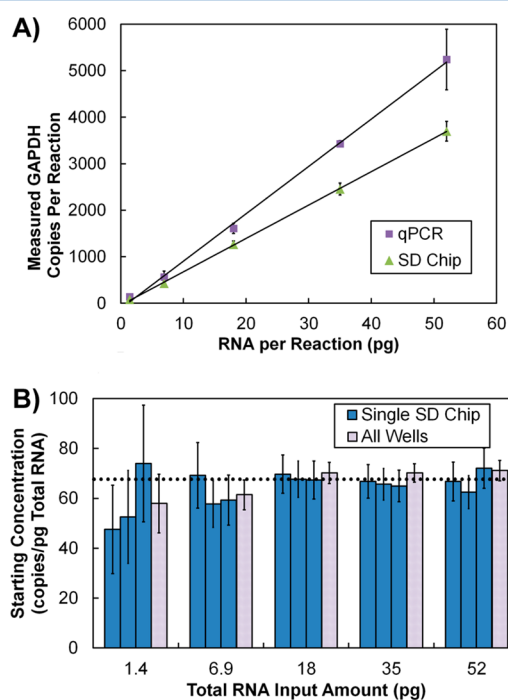 A)
6000
5000
4000
3000
2000
1000
0
Measured GAPDH
Copies Per Reaction
qPCR
SD Chip
0 10 20 30 40 50 60
RNA per Reaction (pg)
B)
100
80
60
40
20
0
Starting Concentration
(copies/pg Total RNA)
Single SD Chip
All Wells
1.4 6.9 18 35 52
Total RNA Input Amount (pg)